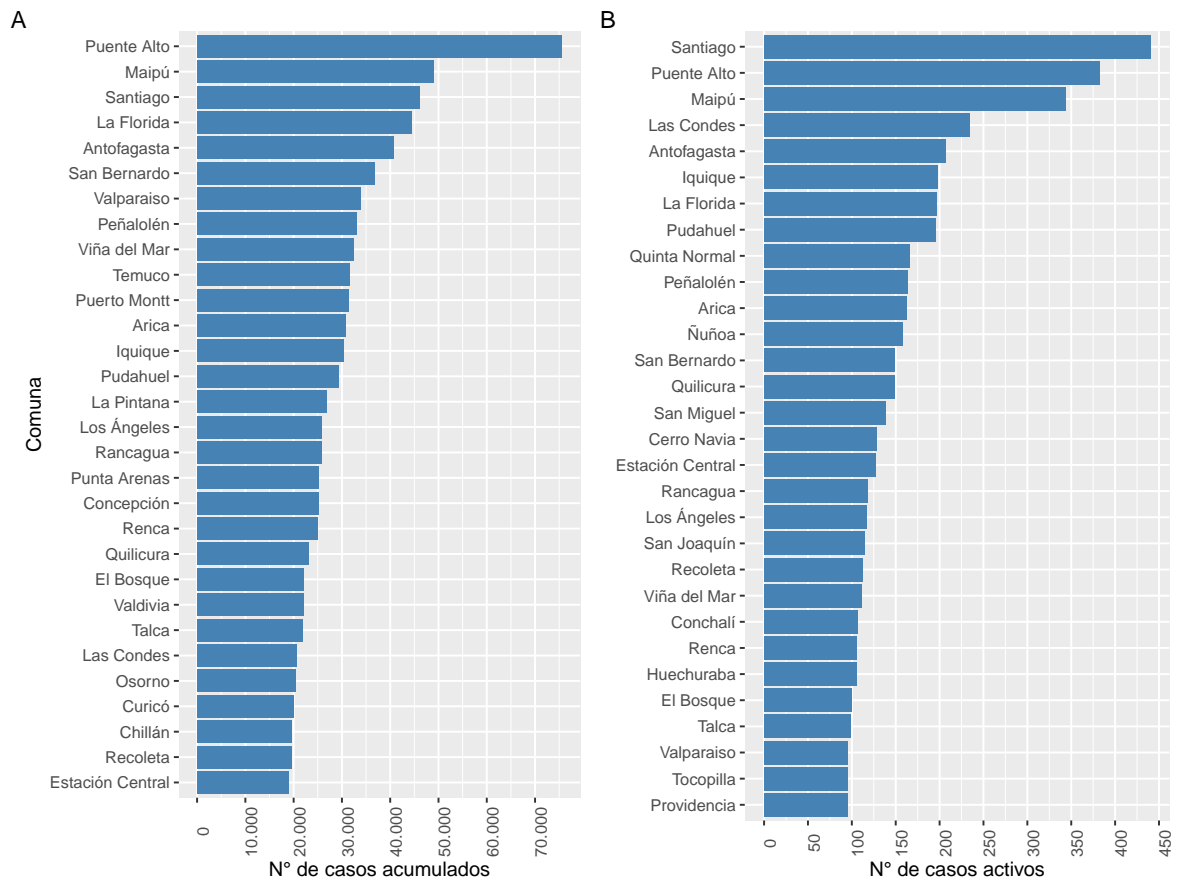 A
Comuna
Puente Alto
Maipú
Santiago
La Florida
Antofagasta
San Bernardo
Valparaiso
Peñalolén
Viña del Mar
Temuco
Puerto Montt
Arica
Iquique
Pudahuel
La Pintana
Los Ángeles
Rancagua
Punta Arenas
Concepción
Renca
Quilicura
El Bosque
Valdivia
Talca
Las Condes
Osorno
Curicó
Chillán
Recoleta
Estación Central
0 10.000 20.000 30.000 40.000 50.000 60.000 70.000
N° de casos acumulados
B
Santiago
Puente Alto
Maipú
Las Condes
Antofagasta
Iquique
La Florida
Pudahuel
Quinta Normal
Peñalolén
Arica
Ñuñoa
San Bernardo
Quilicura
San Miguel
Cerro Navia
Estación Central
Rancagua
Los Ángeles
San Joaquín
Recoleta
Viña del Mar
Conchalí
Renca
Huechuraba
El Bosque
Talca
Valparaiso
Tocopilla
Providencia
0 50 100 150 200 250 300 350 400 450
N° de casos activos